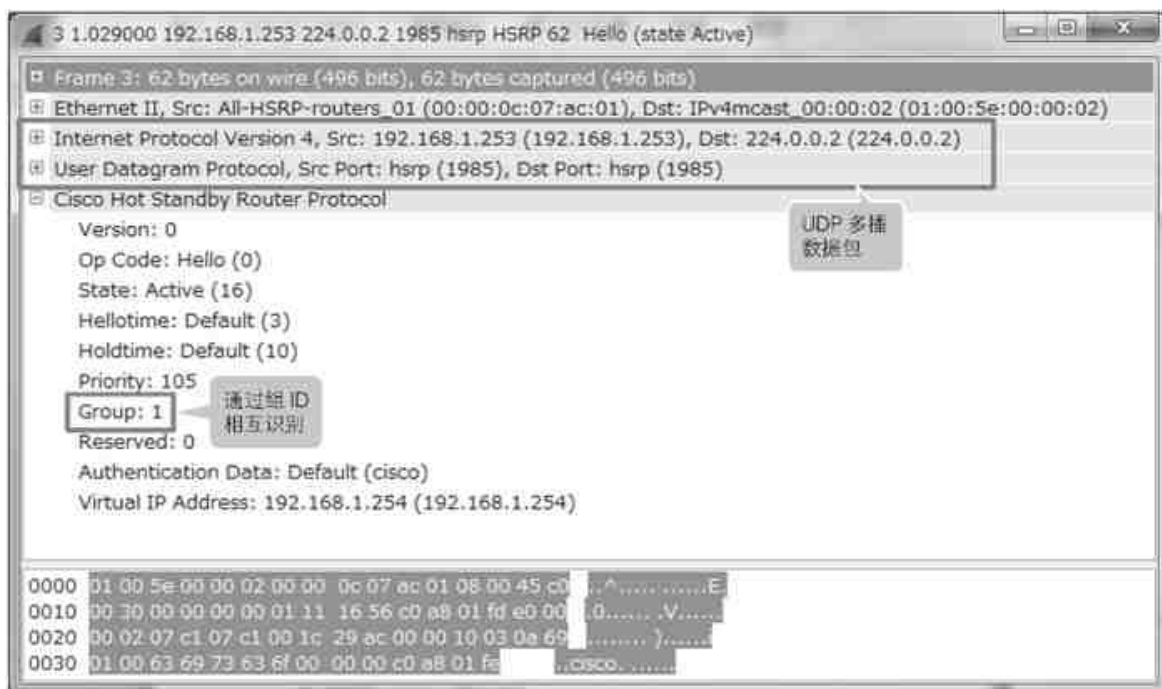 3 1.029000 192.168.1.253 224.0.0.2 1985 hsrp HSRP 62 Hello (state Active)
Frame 3: 62 bytes on wire (496 bits), 62 bytes captured (496 bits)
Ethernet II, Src: All-HSRP-routers_01 (00:00:0c:07:ac:01), Dst: IPv4mcast_00:00:02 (01:00:5e:00:00:02)
Internet Protocol Version 4, Src: 192.168.1.253 (192.168.1.253), Dst: 224.0.0.2 (224.0.0.2)
User Datagram Protocol, Src Port: hsrp (1985), Dst Port: hsrp (1985)
Cisco Hot Standby Router Protocol
UDP 多播
数据包
Version: 0
Op Code: Hello (0)
State: Active (16)
Hellotime: Default (3)
Holdtime: Default (10)
Priority: 105
Group: 1
通过组 ID
相互识别
Reserved: 0
Authentication Data: Default (cisco)
Virtual IP Address: 192.168.1.254 (192.168.1.254)
0000 01 00 5e 00 00 02 00 00 0c 07 ac 01 08 00 45 c0 ..^...... ......E.
0010 00 30 00 00 00 00 01 11 16 56 c0 a8 01 fd e0 00 .0...... .V......
0020 00 02 07 c1 07 c1 00 1c 29 ac 00 00 10 03 0a 69 ........ )......i
0030 01 00 63 69 73 63 6f 00 00 00 c0 a8 01 fe ..cisco. ......